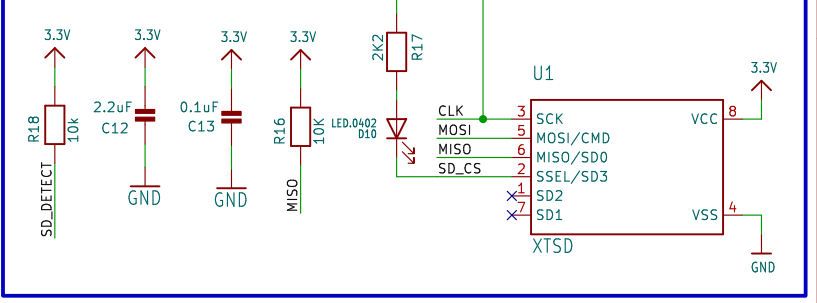 3.3V
3.3V
3.3V
3.3V
2K2
R17
U1
3.3V
R18
10k
2.2uF
C12
0.1uF
C13
R16
10K
LED.0402
D10
CLK
MOSI
MISO
SD_CS
3
5
6
2
1
7
SCK
MOSI/CMD
MISO/SD0
SSEL/SD3
SD2
SD1
VCC
8
VSS
4
SD_DETECT
GND
GND
MISO
XTSD
GND